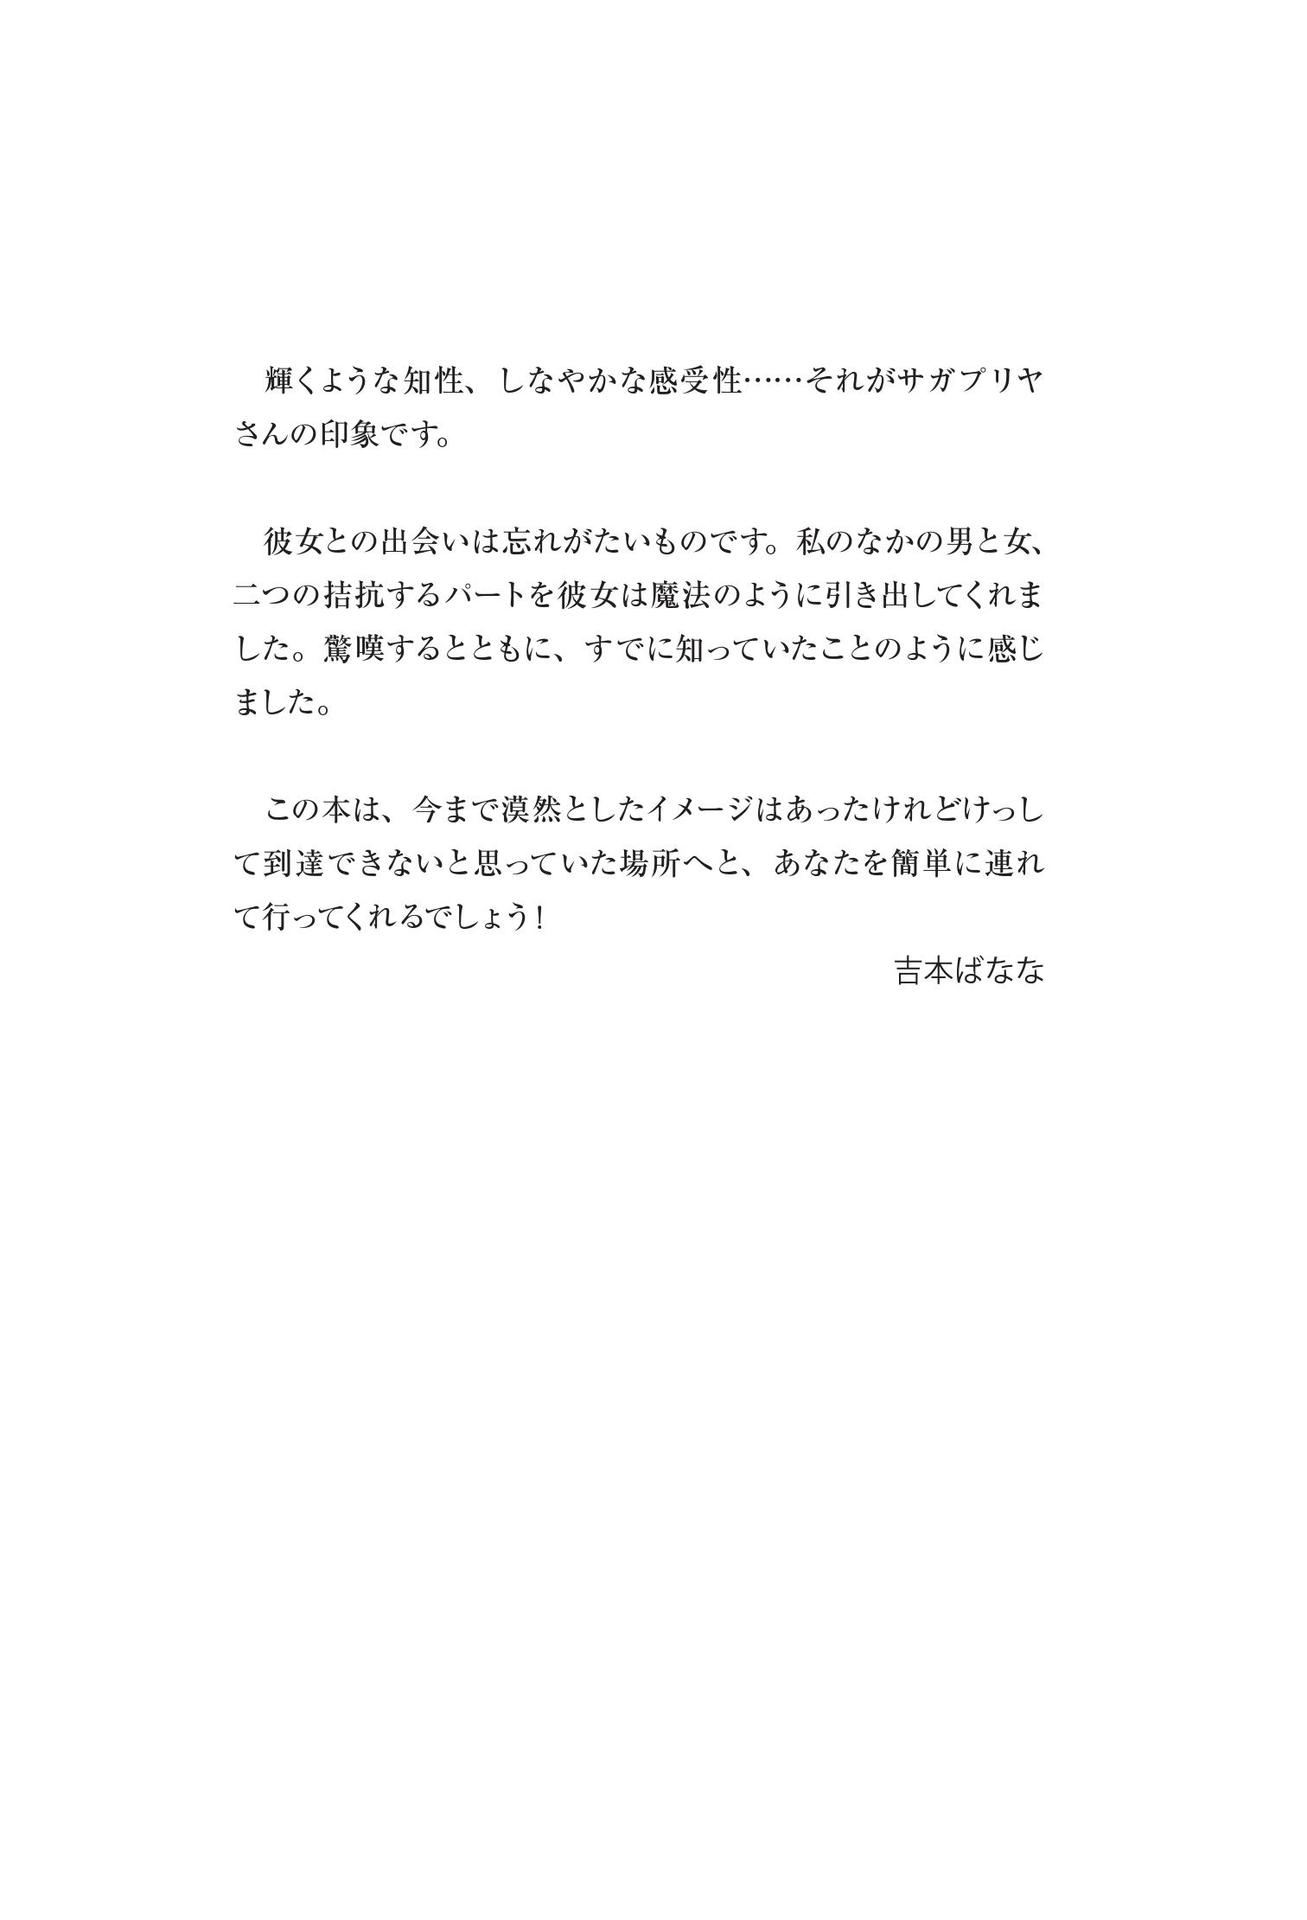 輝くような知性、しなやかな感受性……それがサガプリヤ
さんの印象です。
　彼女との出会いは忘れがたいものです。私のなかの男と女、
二つの拮抗するパートを彼女は魔法のように引き出してくれま
した。驚嘆するとともに、すでに知っていたことのように感じ
ました。
　この本は、今まで漠然としたイメージはあったけれどけっし
て到達できないと思っていた場所へと、あなたを簡単に連れ
て行ってくれるでしょう！
吉本ばなな